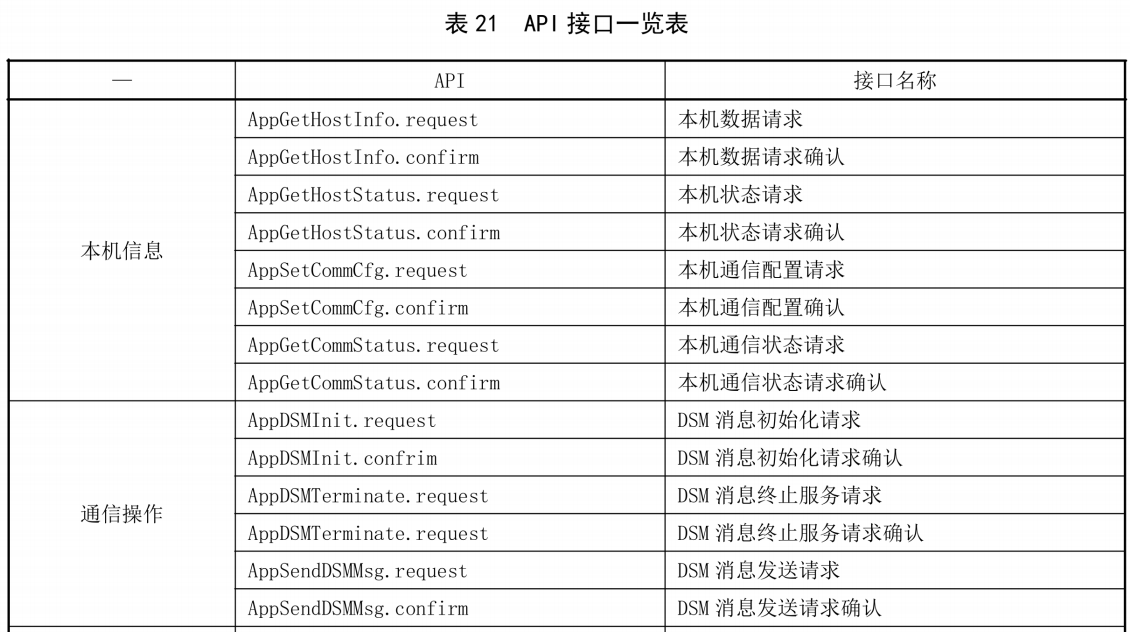 表 21 API 接口一览表
— API 接口名称
本机信息
AppGetHostInfo.request 本机数据请求
AppGetHostInfo.confirm 本机数据请求确认
AppGetHostStatus.request 本机状态请求
AppGetHostStatus.confirm 本机状态请求确认
AppSetCommCfg.request 本机通信配置请求
AppSetCommCfg.confirm 本机通信配置确认
AppGetCommStatus.request 本机通信状态请求
AppGetCommStatus.confirm 本机通信状态请求确认
通信操作
AppDSMInit.request DSM 消息初始化请求
AppDSMInit.confrim DSM 消息初始化请求确认
AppDSMTerminate.request DSM 消息终止服务请求
AppDSMTerminate.request DSM 消息终止服务请求确认
AppSendDSMMsg.request DSM 消息发送请求
AppSendDSMMsg.confirm DSM 消息发送请求确认